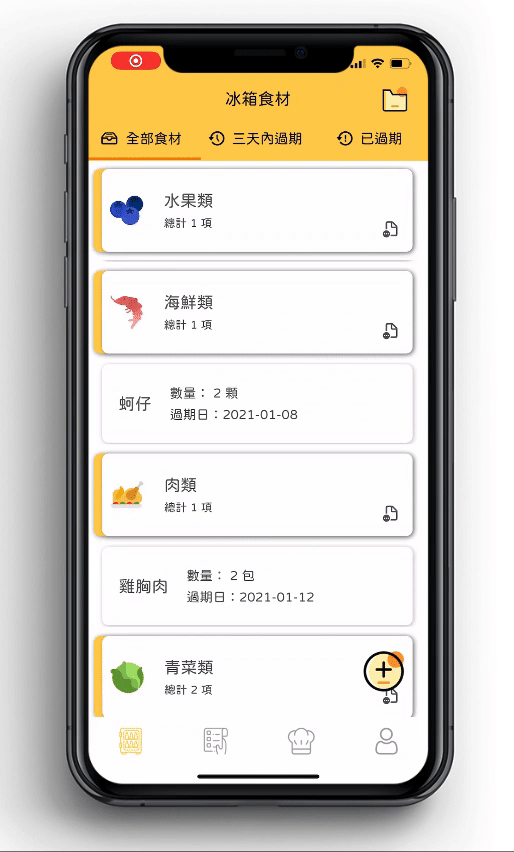 冰箱食材
全部食材
三天內過期
已過期
水果類
總計 1 項
海鮮類
總計 1 項
蚵仔
數量： 2 顆
過期日：2021-01-08
肉類
總計 1 項
雞胸肉
數量： 2 包
過期日：2021-01-12
青菜類
總計 2 項